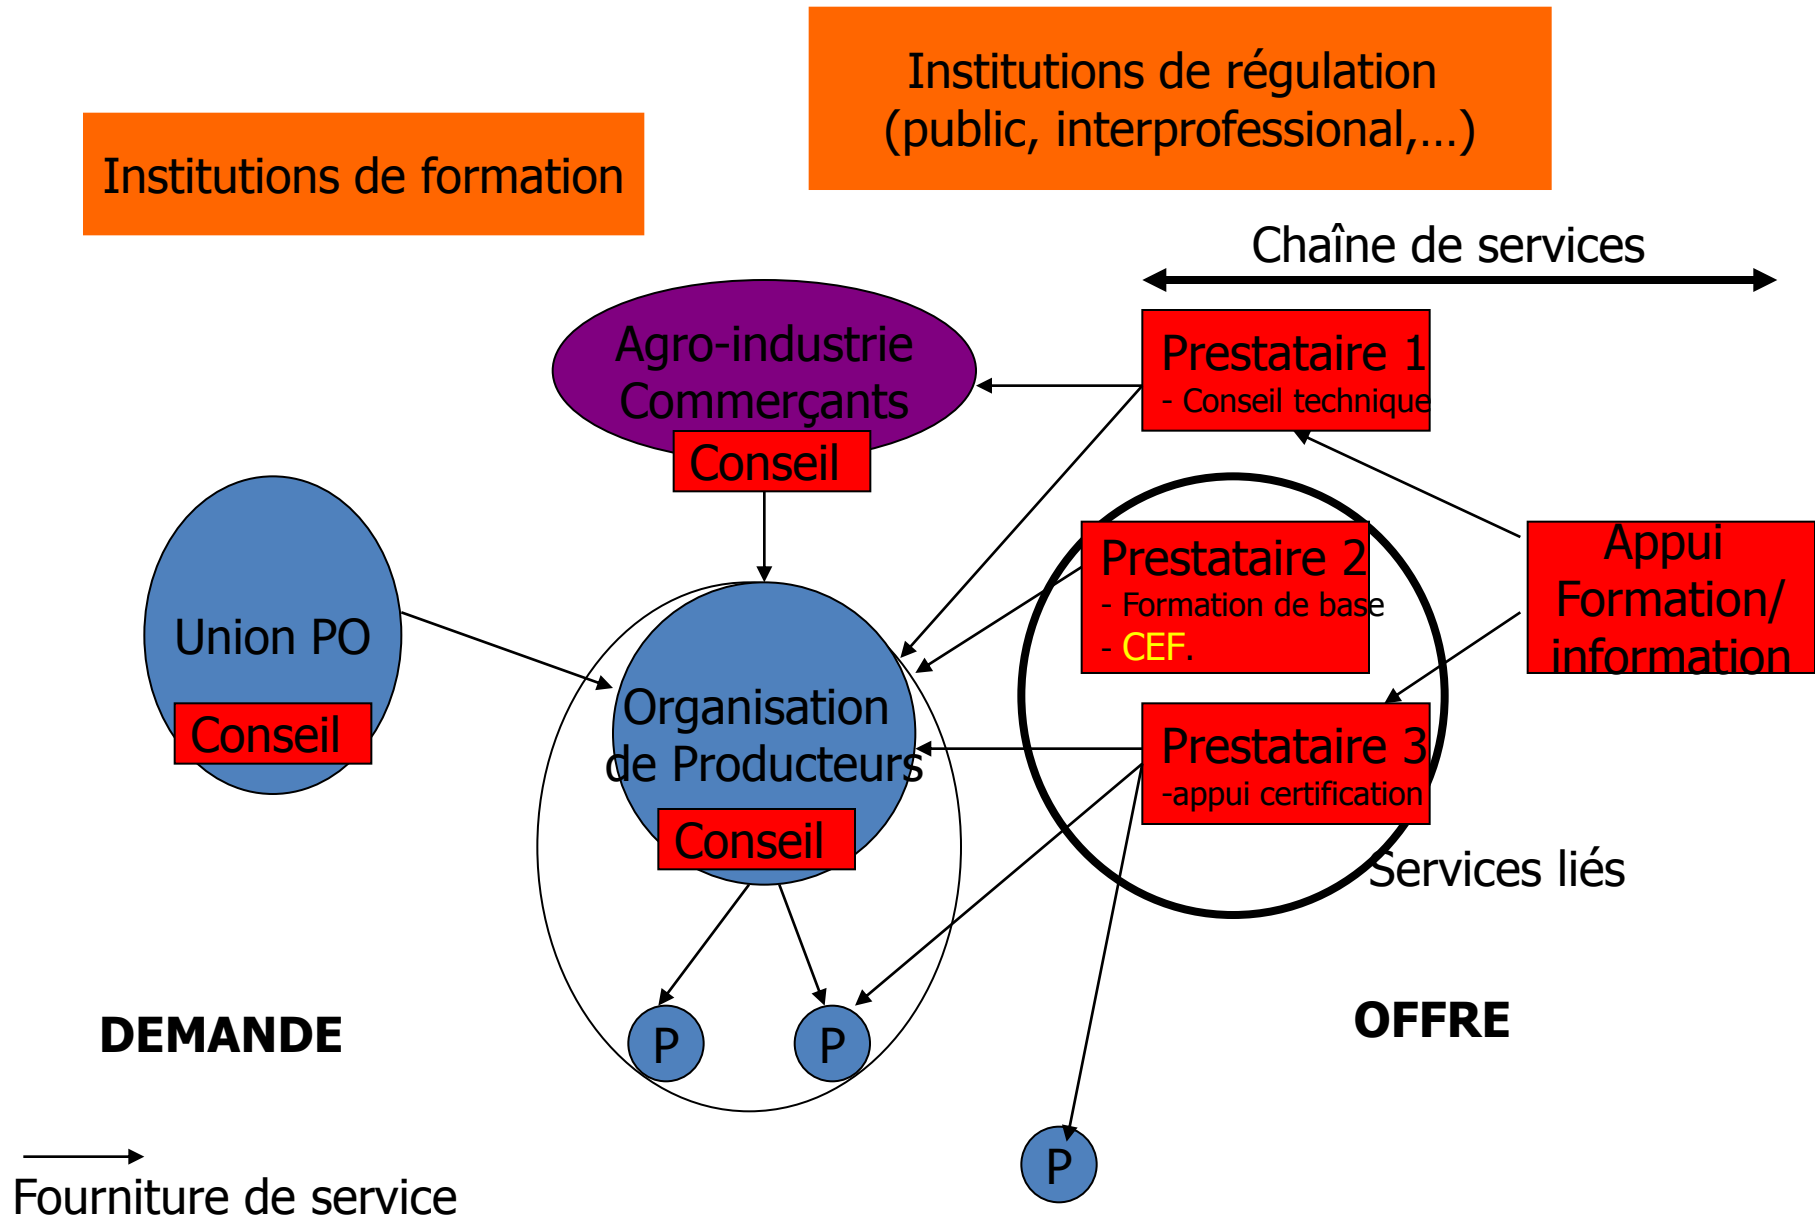 Institutions de régulation
(public, interprofessional,…)
Institutions de formation
Chaîne de services
Agro-industrie
Commerçants
Conseil
Prestataire 1
- Conseil technique
Prestataire 2
- Formation de base
- CEF.
Appui
Formation/
information
Union PO
Conseil
Organisation
de Producteurs
Conseil
Prestataire 3
-appui certification
Services liés
DEMANDE
OFFRE
P
P
P
Fourniture de service